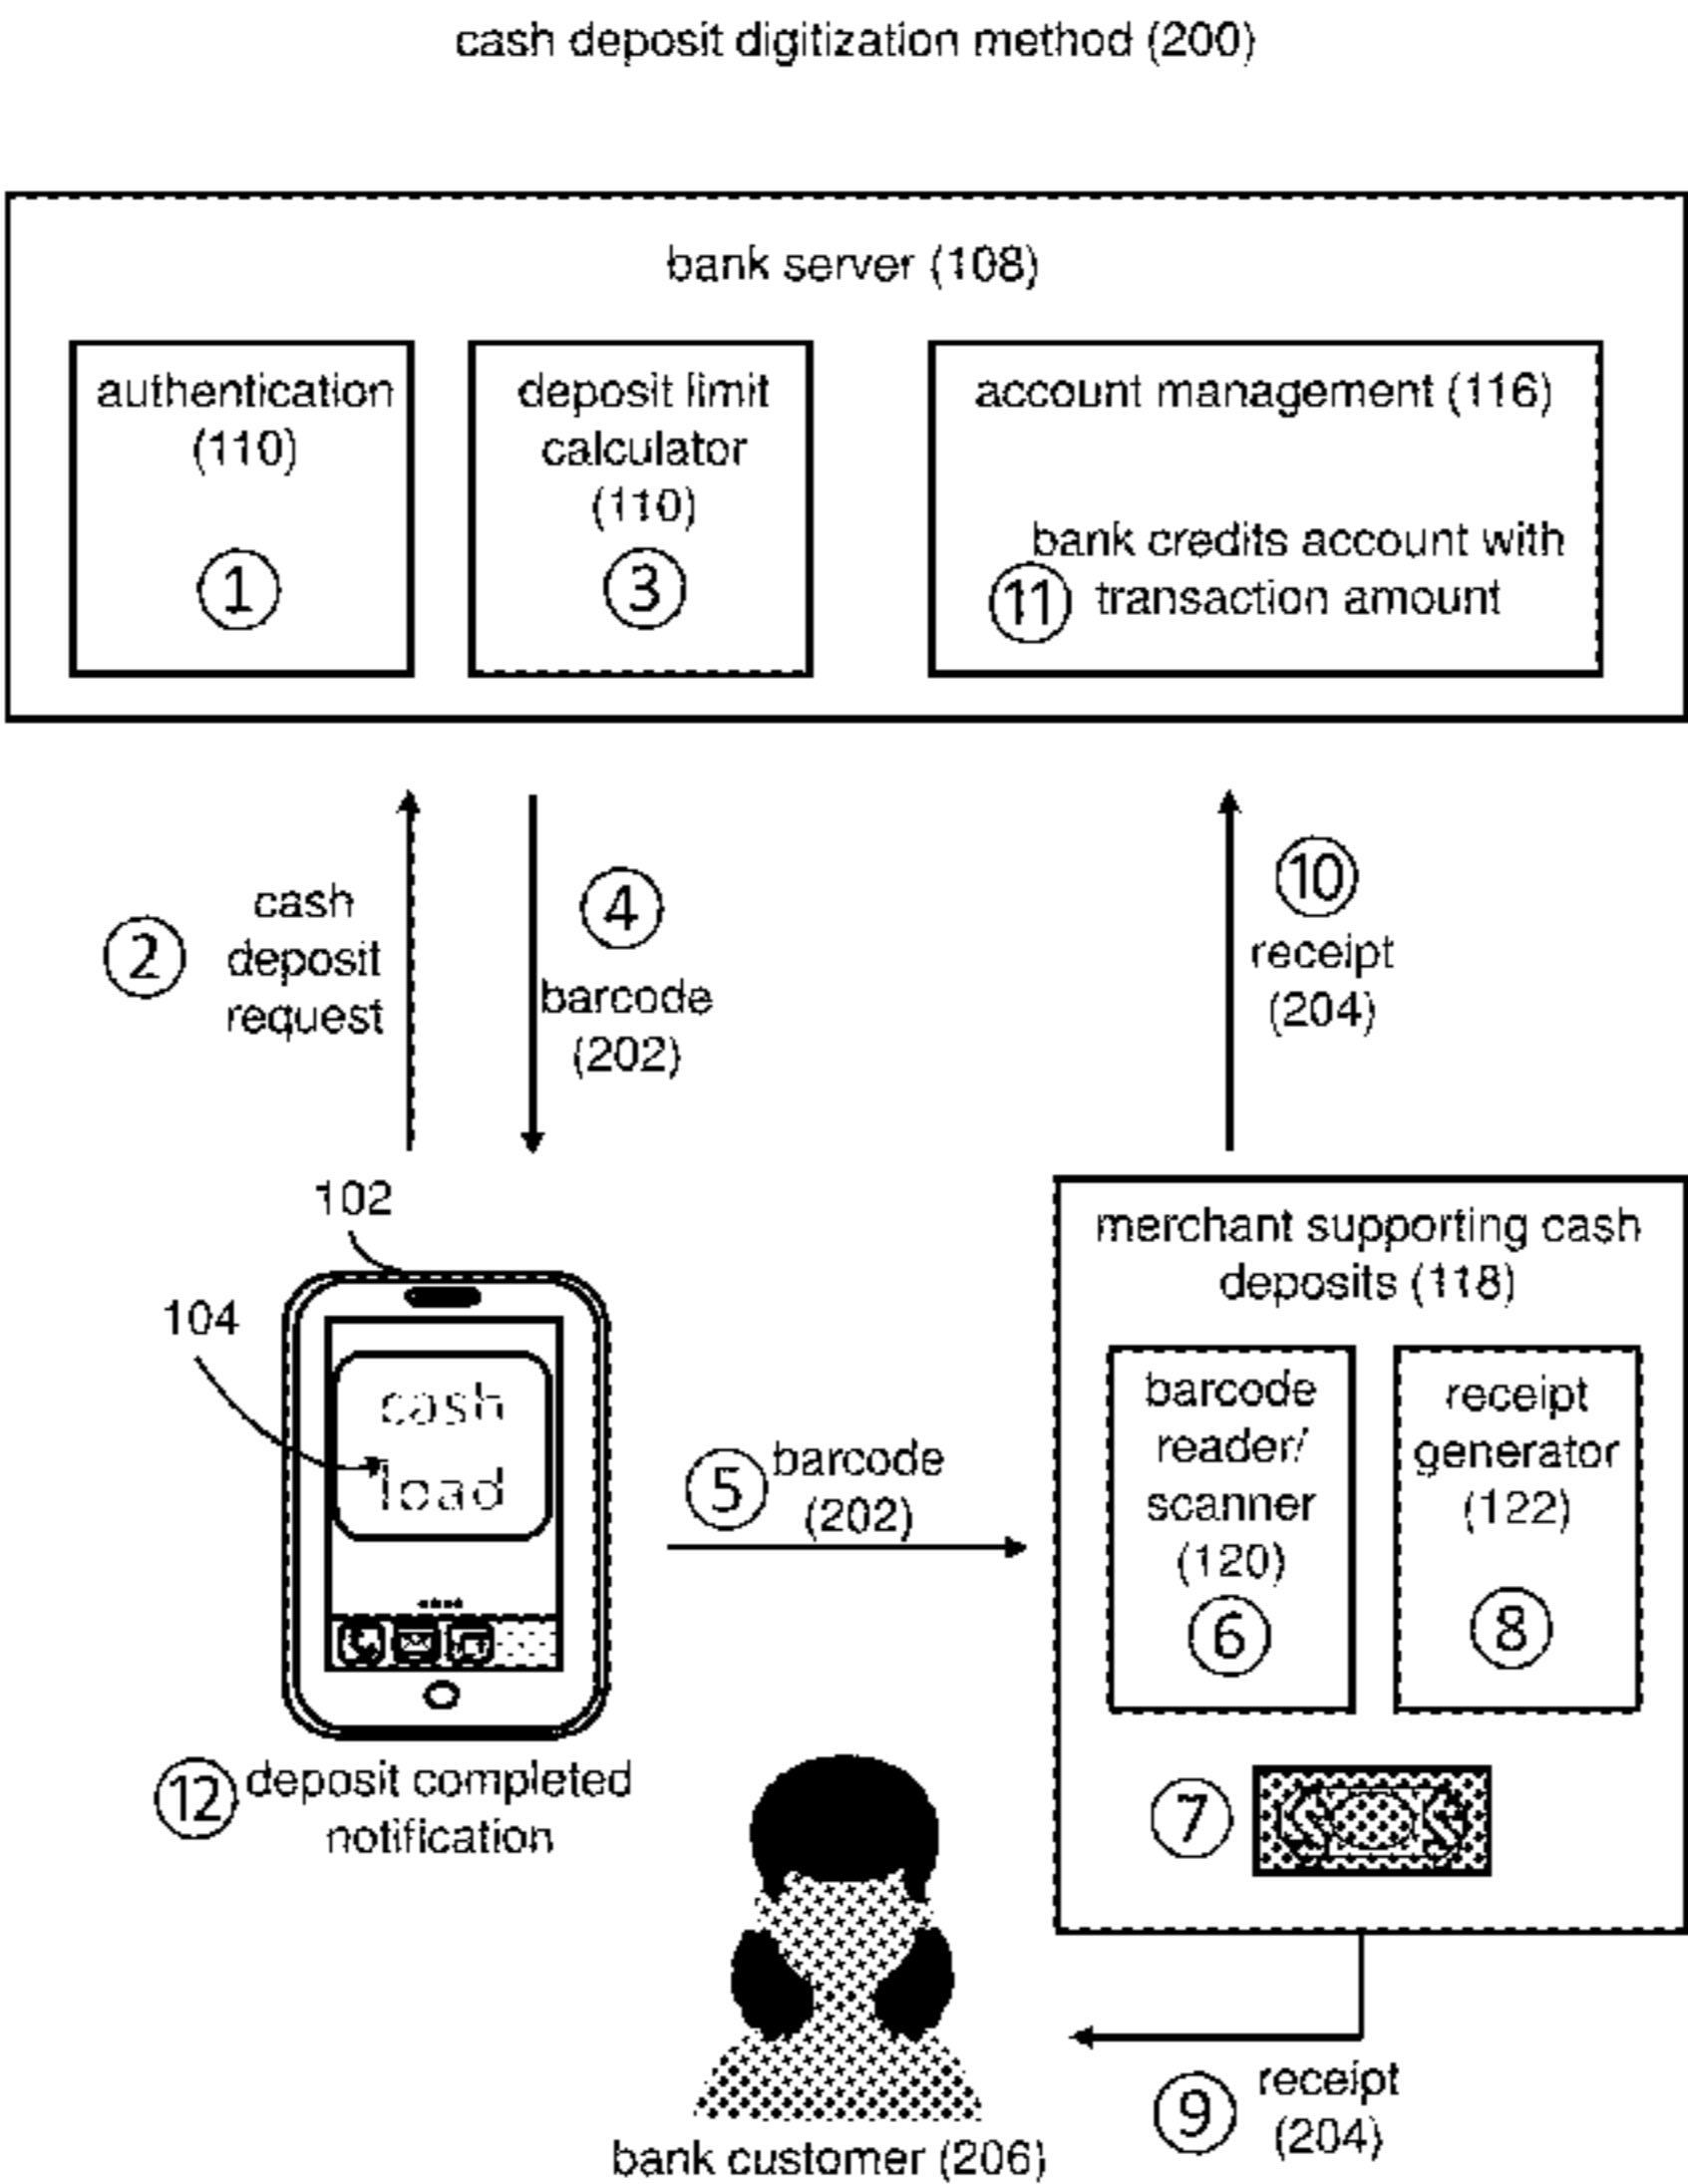 cash deposit digitization method (200)
bank server (108)
authentication
(110)
1
deposit limit
calculator
(110)
3
account management (116)
bank credits account with
11 transaction amount
2
cash
deposit
request
4
barcode
(202)
10
receipt
(204)
102
104
cash
load
12 deposit completed
notification
5 barcode
(202)
merchant supporting cash
deposits (118)
barcode
reader/
scanner
(120)
6
receipt
generator
(122)
8
7
9 receipt
(204)
bank customer (206)